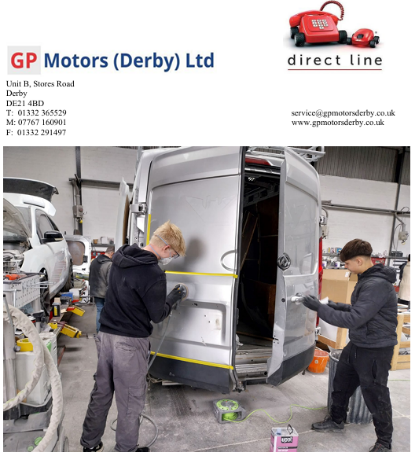 GP Motors (Derby) Ltd
direct line
Unit B, Stores Road
Derby
DE21 4BD
T: 01332 365529
M: 07767 160901
F: 01332 291497
service@gpmotorsderby.co.uk
www.gpmotorsderby.co.uk